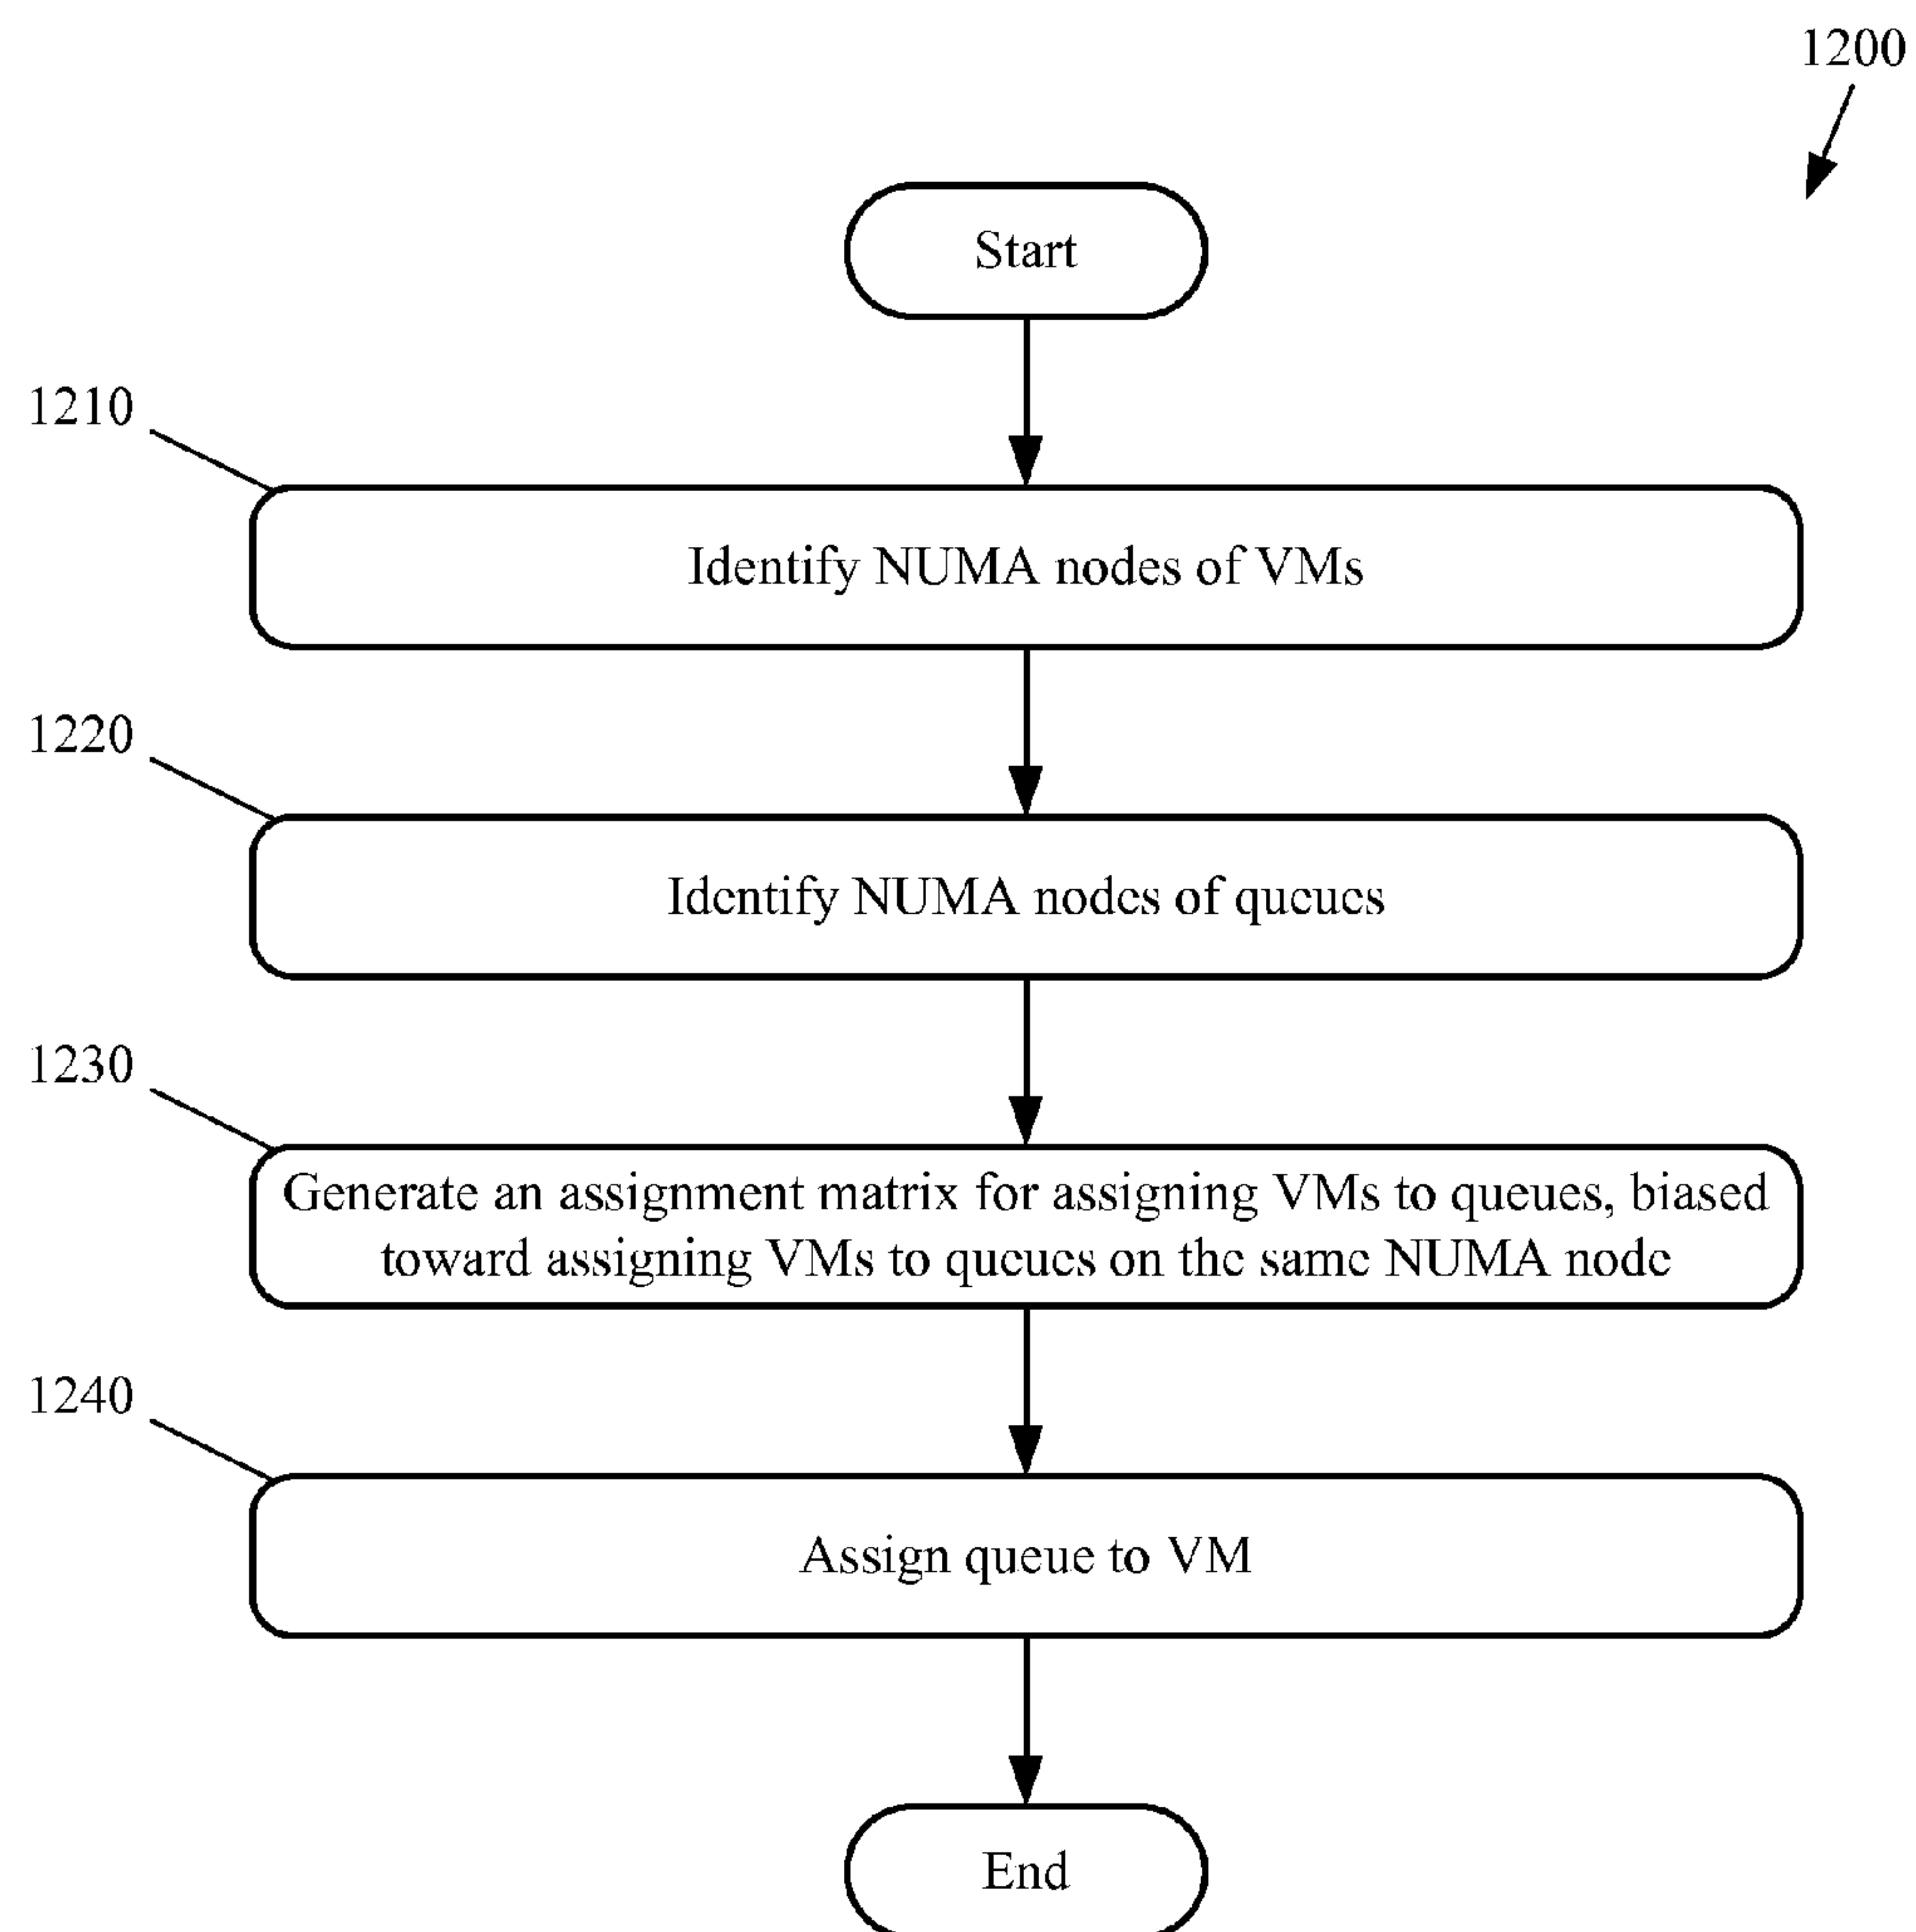 1200
Start
1210
Identify NUMA nodes of VMs
1220
Identify NUMA nodes of queues
1230
Generate an assignment matrix for assigning VMs to queues, biased
toward assigning VMs to queues on the same NUMA node
1240
Assign queue to VM
End